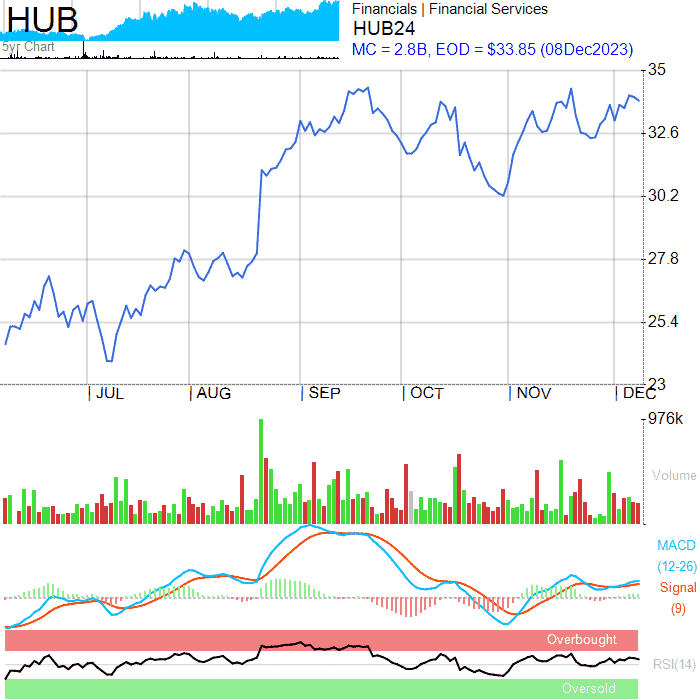 HUB
5yr Chart
Financials | Financial Services
HUB24
MC = 2.8B, EOD = $33.85 (08Dec2023)
35
32.6
30.2
27.8
25.4
23
JUL AUG SEP OCT NOV DEC
976k
Volume
MACD
(12-26)
Signal
(9)
Overbought
RSI(14)
Oversold